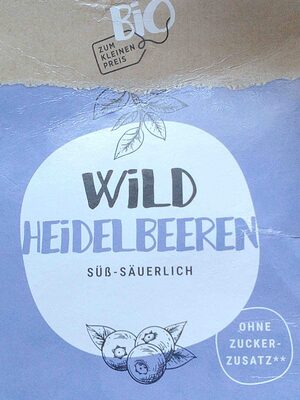 BiO
ZUM
KLEINEN
PREIS
WiLD
HEiDELBEEREN
SÜß-SÄUERLICH
OHNE
ZUCKER-
ZUSATZ**